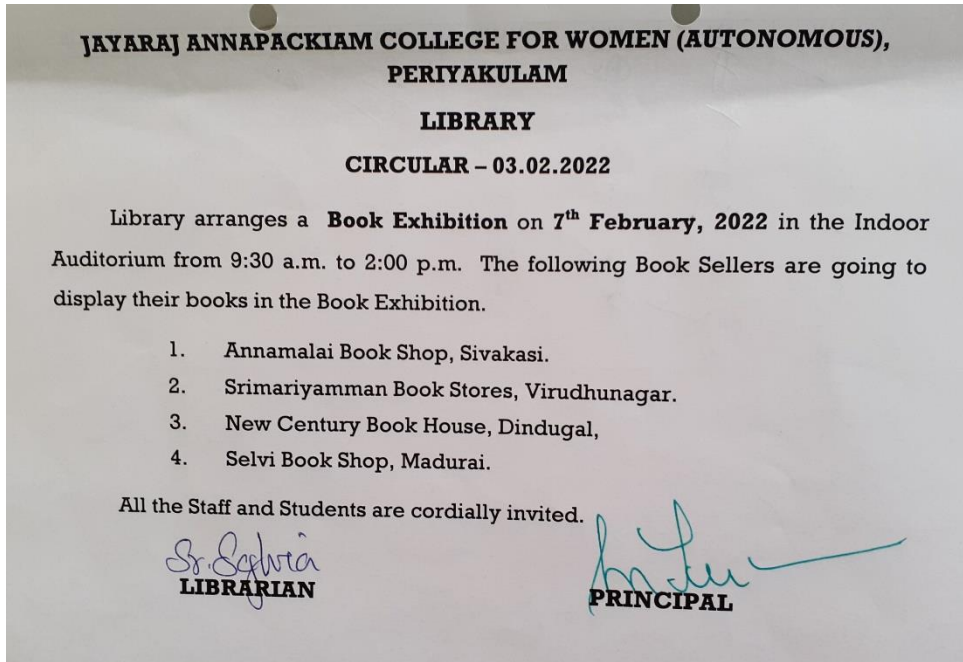 JAYARAJ ANNAPACKIAM COLLEGE FOR WOMEN (AUTONOMOUS),
PERIYAKULAM
LIBRARY
CIRCULAR – 03.02.2022
Library arranges a Book Exhibition on 7th February, 2022 in the Indoor
Auditorium from 9:30 a.m. to 2:00 p.m. The following Book Sellers are going to
display their books in the Book Exhibition.
1. Annamalai Book Shop, Sivakasi.
2. Srimariyamman Book Stores, Virudhunagar.
3. New Century Book House, Dindugal,
4. Selvi Book Shop, Madurai.
All the Staff and Students are cordially invited.
Sr.
LIBRARIAN
PRINCIPAL